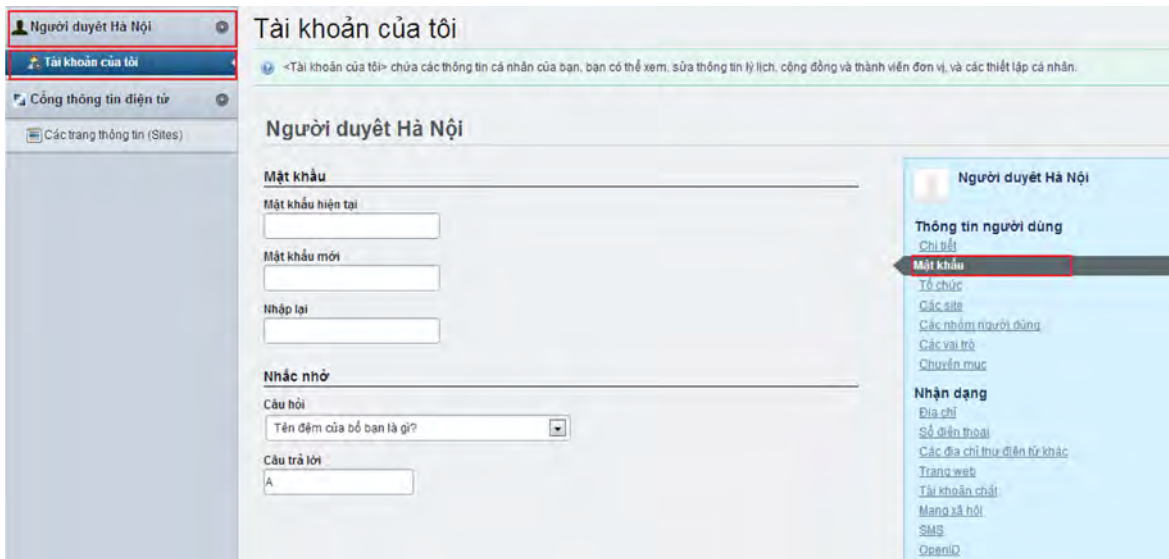 Người duyêt Hà Nội
Tài khoản của tôi
Cổng thông tin điện tử
Các trang thông tin (Sites)
Tài khoản của tôi
<Tài khoản của tôi> chứa các thông tin cá nhân của bạn, bạn có thể xem, sửa thông tin lý lịch, cộng đồng và thành viên đơn vị, và các thiết lập cá nhân.
Người duyêt Hà Nội
Mật khẩu
Mật khẩu hiện tại
Mật khẩu mới
Nhập lại
Nhắc nhở
Câu hỏi
Tên đệm của bố bạn là gì?
Câu trả lời
A
Người duyêt Hà Nội
Thông tin người dùng
Chi tiết
Mật khẩu
Tổ chức
Các site
Các nhóm người dùng
Các vai trò
Chuyên mục
Nhận dạng
Địa chỉ
Số điện thoại
Các địa chỉ thư điện tử khác
Trang web
Tài khoản chát
Mạng xã hội
SMS
OpenID